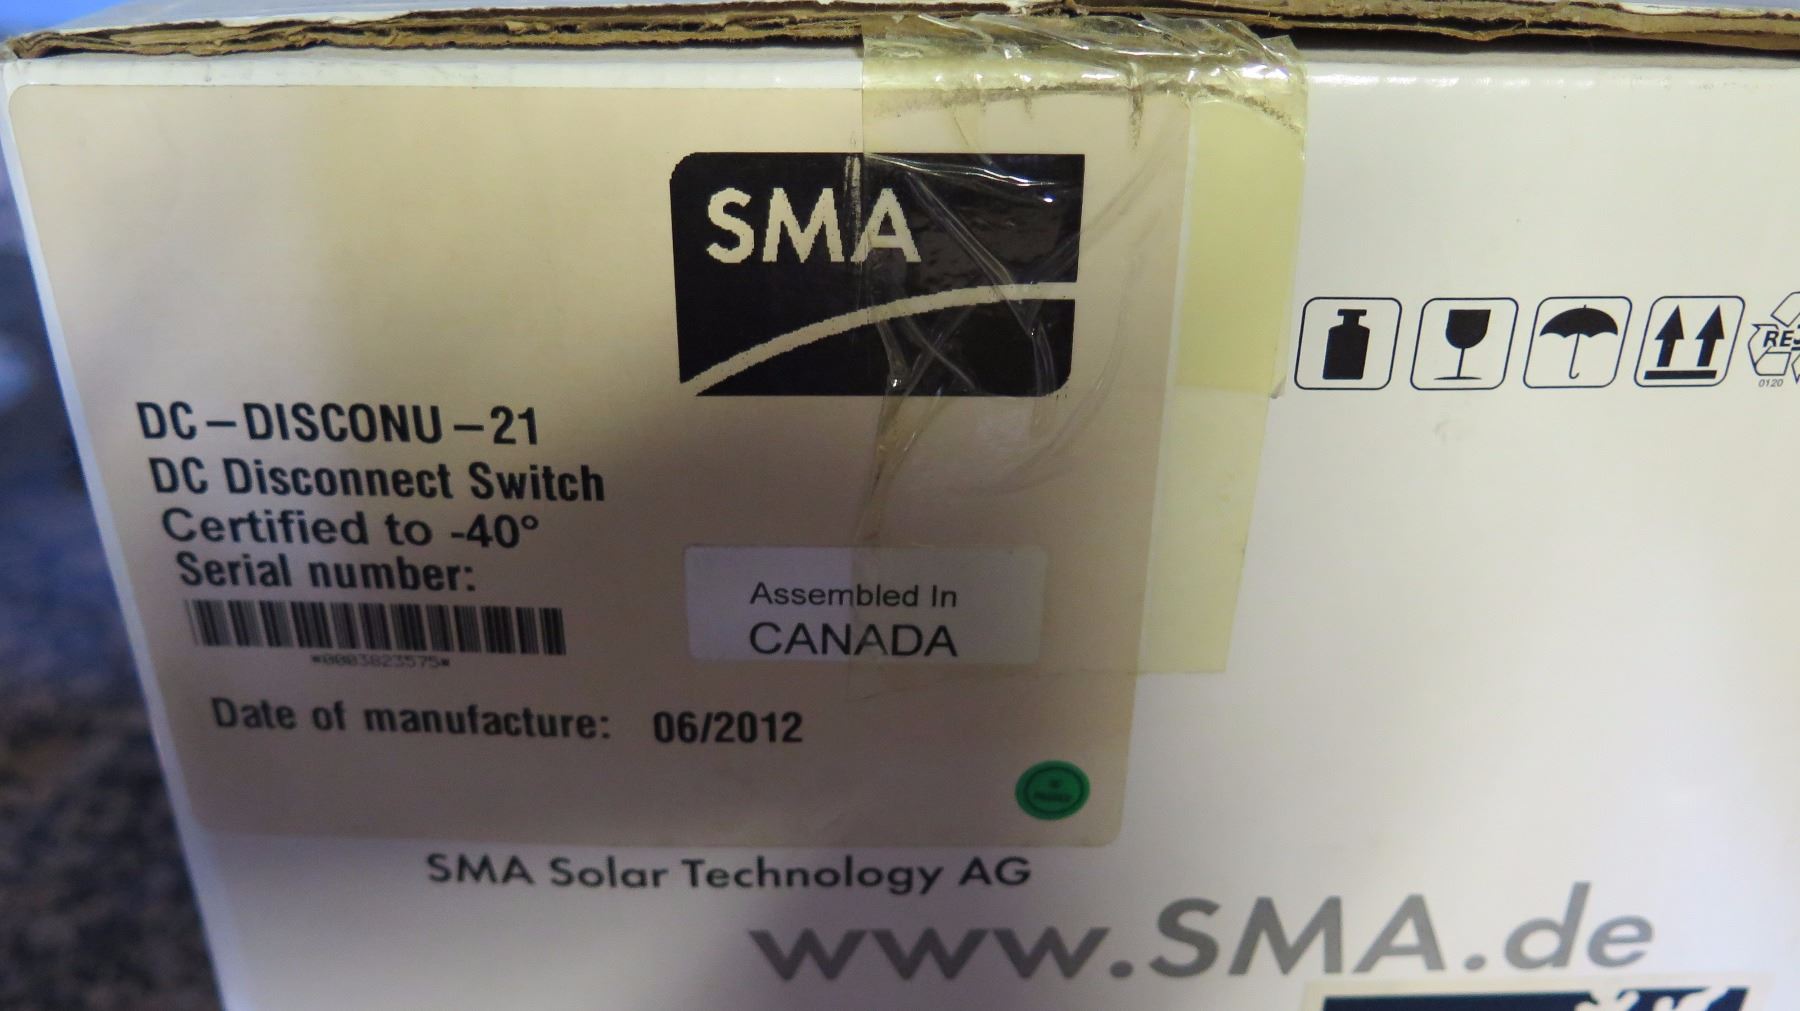 SMA
DC-DISCONU-21
DC Disconnect Switch
Certified to -40°
Serial number:
*0003823575*
Assembled In
CANADA
Date of manufacture: 06/2012
SMA Solar Technology AG
www.SMA.de
0120